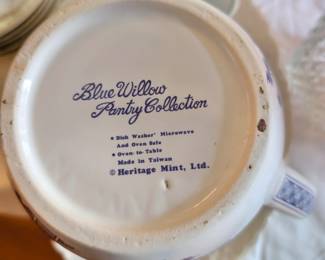 Blue Willow
Pantry Collection
• Dish Washer' Microwave
And Oven Safe
• Oven-to-Table
Made in Taiwan
© Heritage Mint, Ltd.